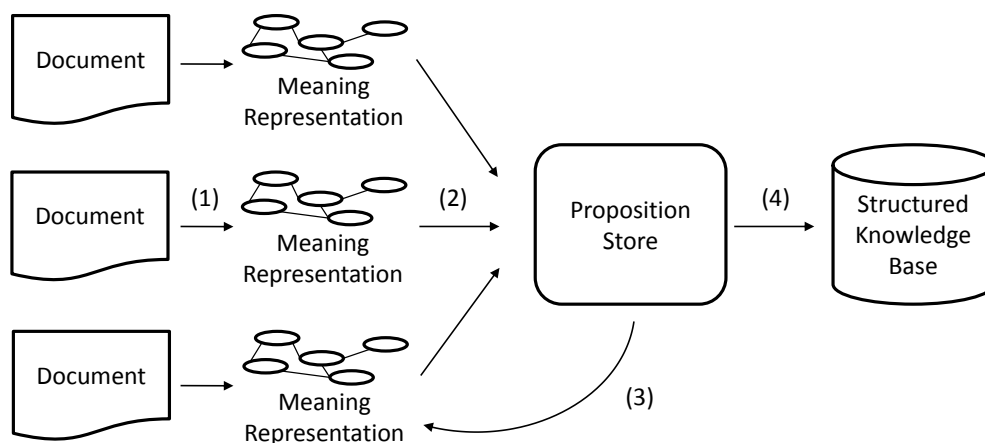 Document
Meaning
Representation
Document
(1)
Meaning
Representation
(2)
Proposition
Store
(4)
Structured
Knowledge
Base
Document
Meaning
Representation
(3)